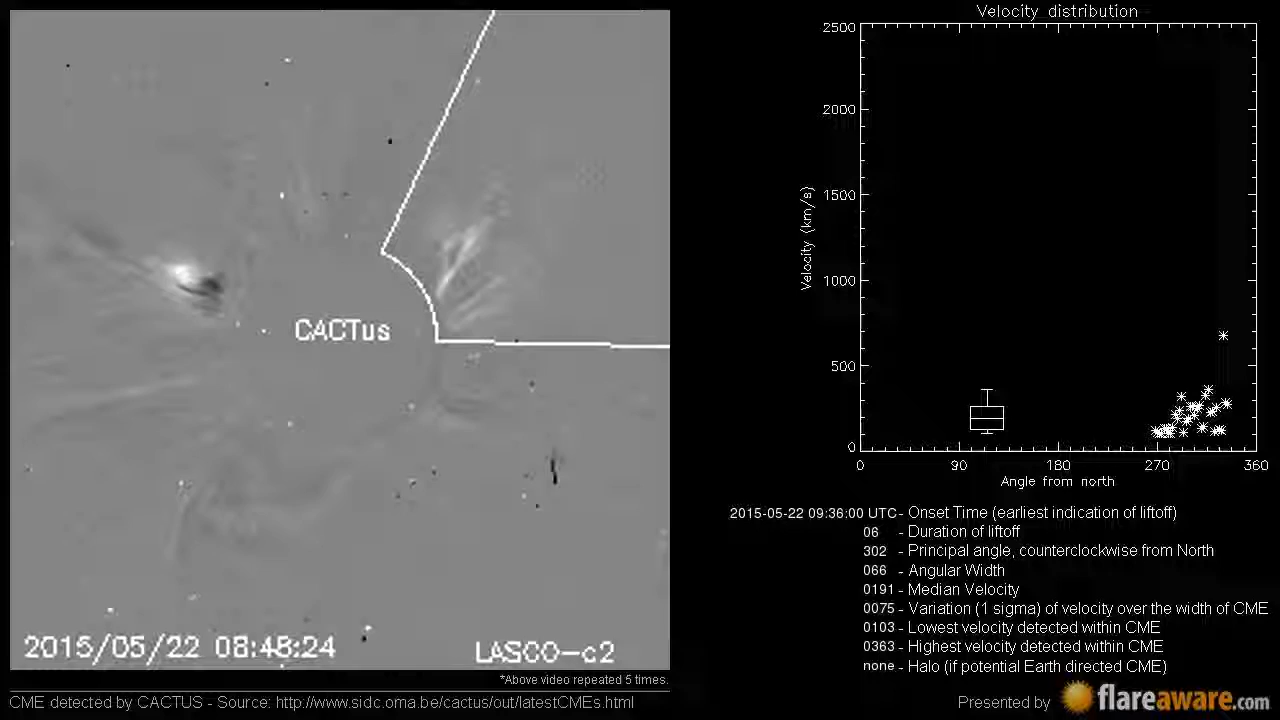 Velocity distribution
2500
2000
1500
1000
500
0
Velocity (km/s)
0 90 180 270 360
Angle from north
CACTus
2015/05/22 08:48:24 LASCO-c2
*Above video repeated 5 times.
2015-05-22 09:36:00 UTC - Onset Time (earliest indication of liftoff)
06 - Duration of liftoff
302 - Principal angle, counterclockwise from North
066 - Angular Width
0191 - Median Velocity
0075 - Variation (1 sigma) of velocity over the width of CME
0103 - Lowest velocity detected within CME
0363 - Highest velocity detected within CME
none - Halo (if potential Earth directed CME)
CME detected by CACTUS - Source: http://www.sidc.oma.be/cactus/out/latestCMEs.html
Presented by flareaware.com